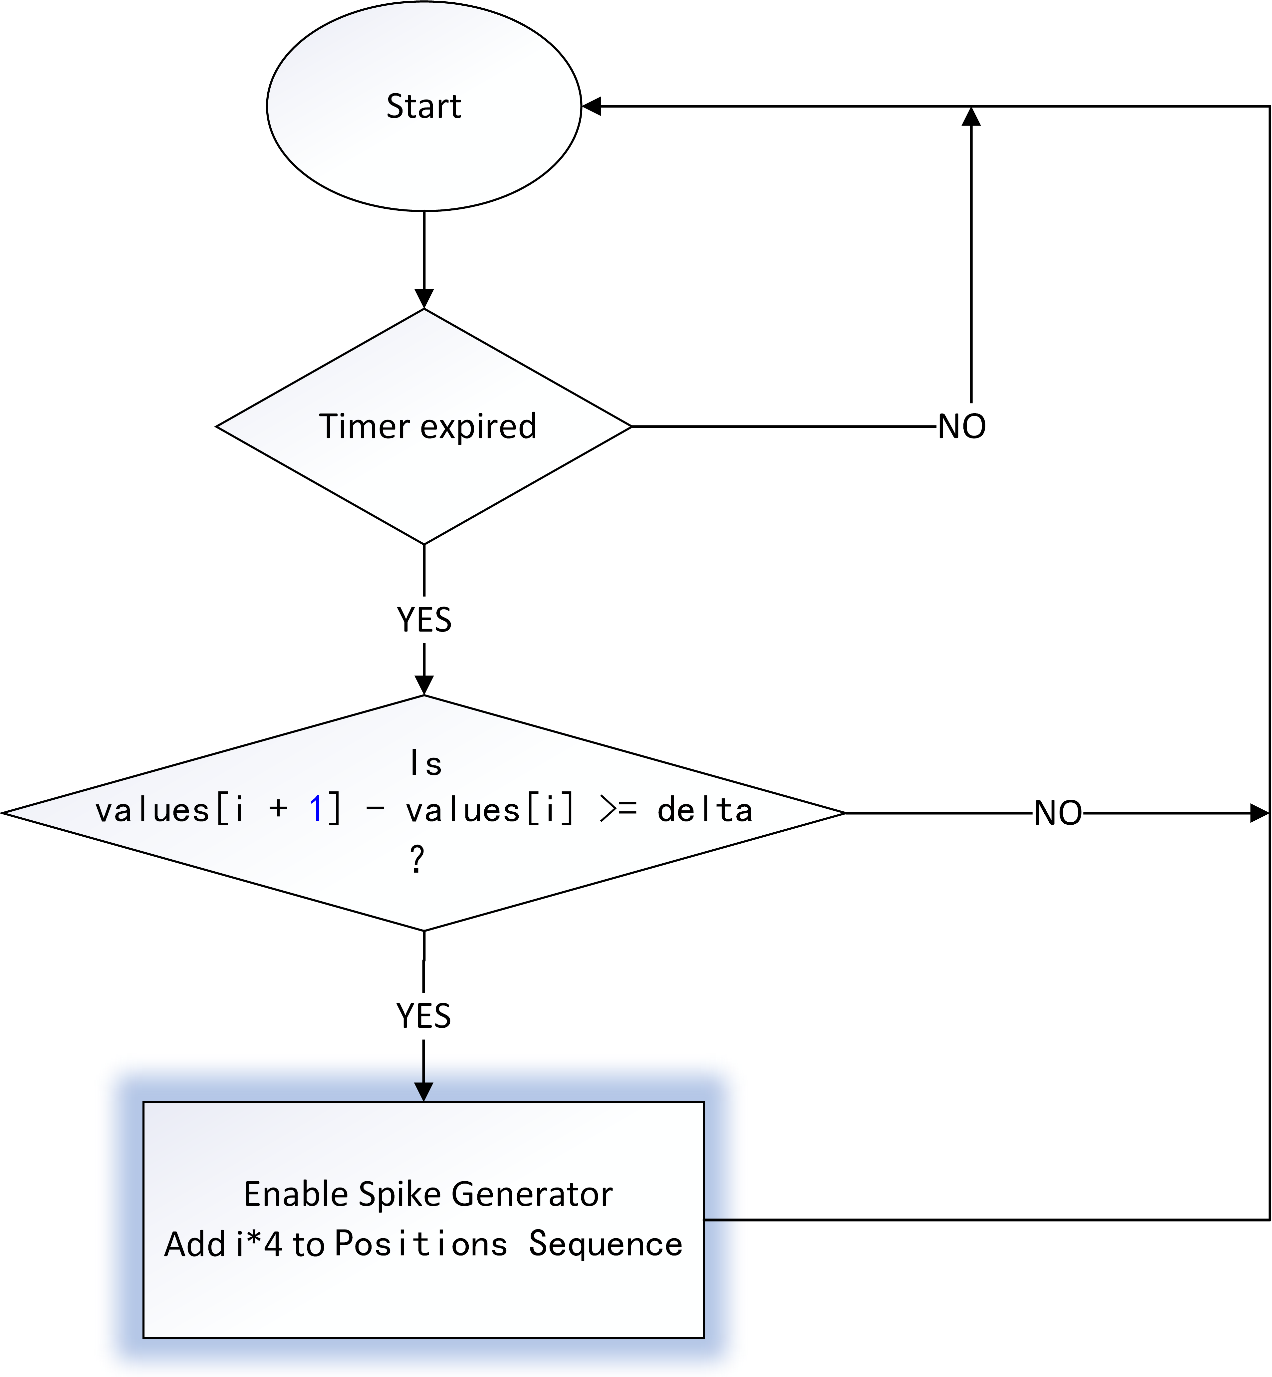 Start
Timer expired
NO
YES
Is
values[i + 1] - values[i] >= delta
?
NO
YES
Enable Spike Generator
Add i*4 to Positions Sequence